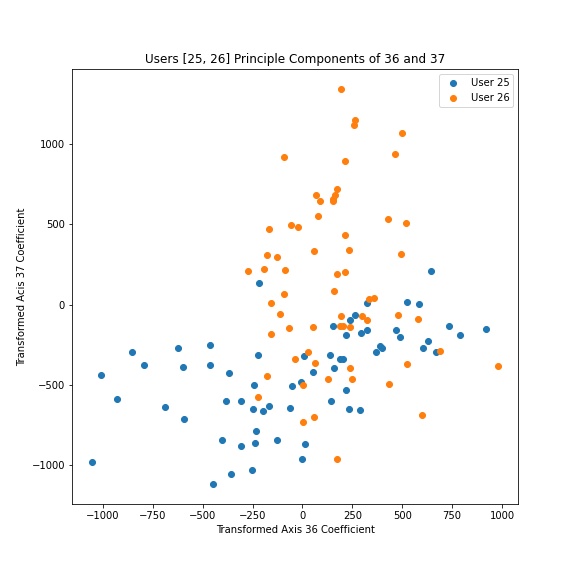 Users [25, 26] Principle Components of 36 and 37
User 25
User 26
1000
500
0
−500
−1000
Transformed Acis 37 Coefficient
−1000 −750 −500 −250 0 250 500 750 1000
Transformed Axis 36 Coefficient